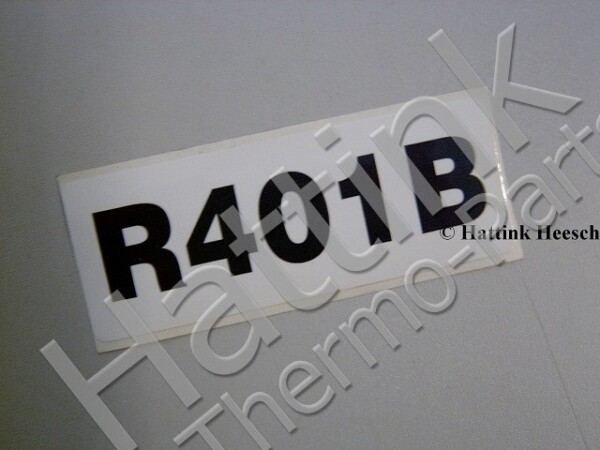 R401B
© Hattink Heesch
Hattink
Thermo-Parts